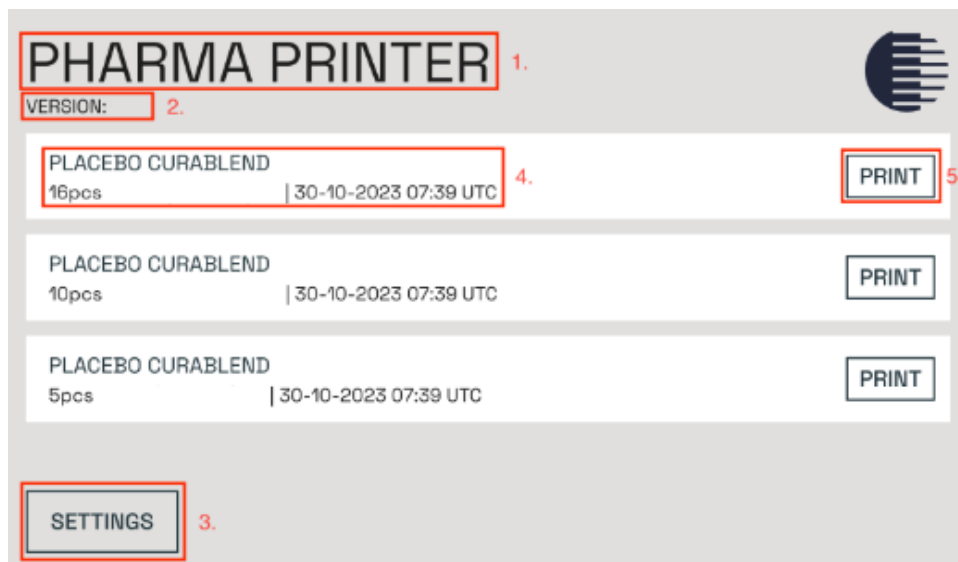 PHARMA PRINTER 1.
VERSION: 2.
PLACEBO CURABLEND
16pcs | 30-10-2023 07:39 UTC 4.
PRINT 5
PLACEBO CURABLEND
10pcs | 30-10-2023 07:39 UTC
PRINT
PLACEBO CURABLEND
5pcs | 30-10-2023 07:39 UTC
PRINT
SETTINGS 3.